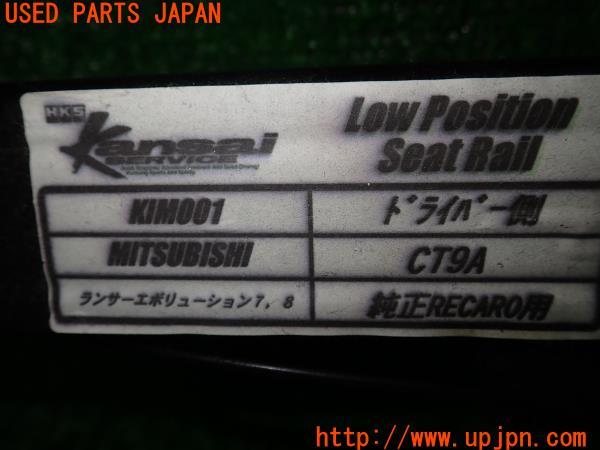 USED PARTS JAPAN
HKS
Kansai
SERVICE
Low Position
Seat Rail
KIM001
ドライバー側
MITSUBISHI
CT9A
ランサーエボリューション7, 8
純正RECARO用
(株)UPJ
www.upjpn.com